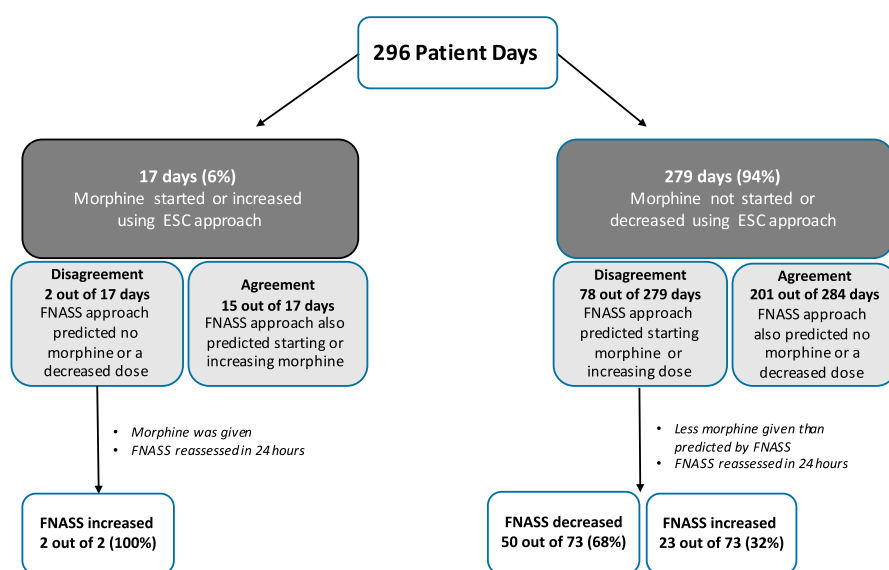 296 Patient Days
17 days (6%)
Morphine started or increased
using ESC approach
279 days (94%)
Morphine not started or
decreased using ESC approach
Disagreement
2 out of 17 days
FNASS approach
predicted no
morphine or a
decreased dose
Agreement
15 out of 17 days
FNASS approach also
predicted starting or
increasing morphine
Disagreement
78 out of 279 days
FNASS approach
predicted starting
morphine or
increasing dose
Agreement
201 out of 284 days
FNASS approach
also predicted no
morphine or a
decreased dose
• Morphine was given
• FNASS reassessed in 24 hours
• Less morphine given than
predicted by FNASS
• FNASS reassessed in 24 hours
FNASS increased
2 out of 2 (100%)
FNASS decreased
50 out of 73 (68%)
FNASS increased
23 out of 73 (32%)